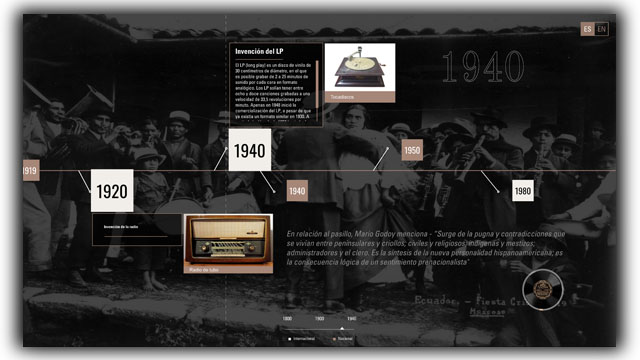 ES EN
Invención del LP
El LP (long play) es un disco de vinilo de
30 centímetros de diámetro, en el que
es posible grabar de 2 a 25 minutos de
sonido por cada cara en formato
analógico. Los LP solían tener entre
ocho y doce canciones grabadas a una
velocidad de 33,3 revoluciones por
minuto. Apenas en 1940 inició la
comercialización del LP, a pesar de que
ya existía un formato similar en 1930. A
1940
1940
1950
1919
1920
1940
1980
Invención de la radio
Radio de tubo
En relación al pasillo, Mario Godoy menciona - "Surge de la pugna y contradicciones que
se vivían entre peninsulares y criollos; civiles y religiosos; indígenas y mestizos;
administradores y el clero. Es la síntesis de la nueva personalidad hispanoamericana; es
la consecuencia lógica de un sentimiento prenacionalista"
Ecuador. - Fiesta
1800 1900 1940
Internacional Nacional